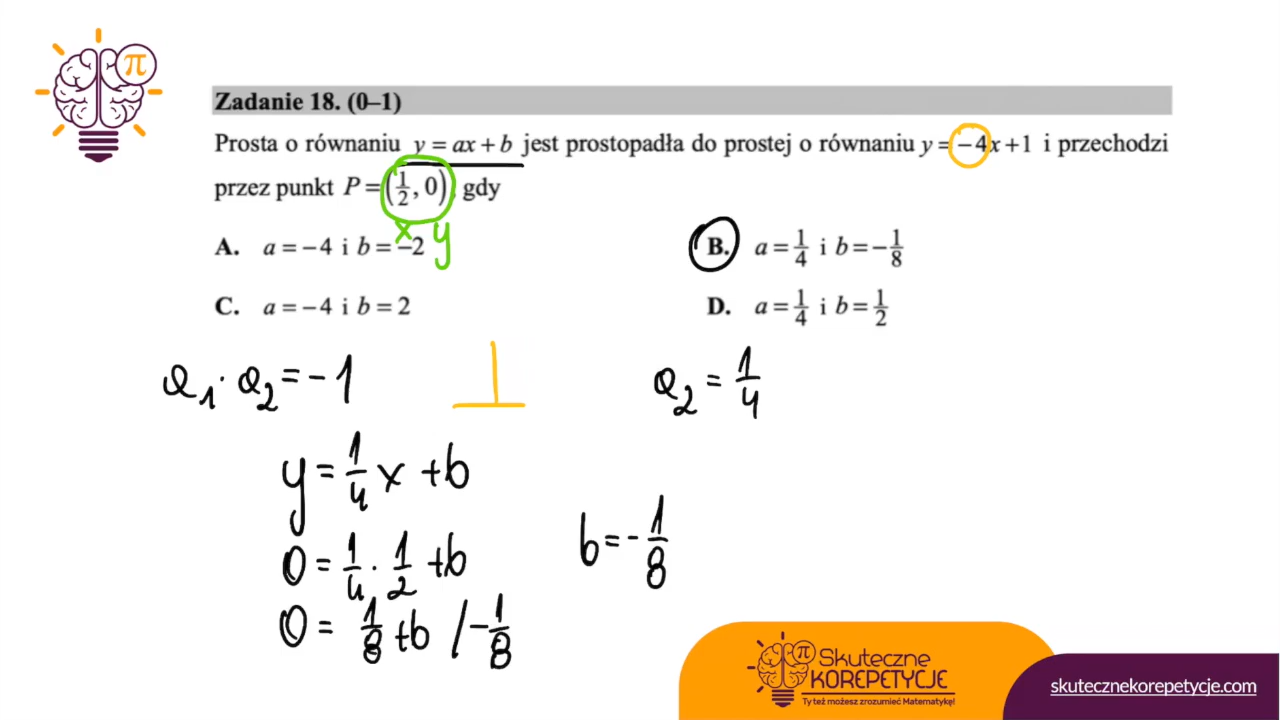 π
Zadanie 18. (0–1)
Prosta o równaniu y = ax + b jest prostopadła do prostej o równaniu y = −4x + 1 i przechodzi
przez punkt P = (1/2, 0), gdy
x y
A. a = −4 i b = −2
B. a = 1/4 i b = −1/8
C. a = −4 i b = 2
D. a = 1/4 i b = 1/2
a₁ · a₂ = −1
a₂ = 1/4
y = 1/4 x + b
0 = 1/4 · 1/2 + b
b = −1/8
0 = 1/8 + b / −1/8
π
Skuteczne
KOREPETYCJE
Ty też możesz zrozumieć Matematykę!
skutecznekorepetycje.com